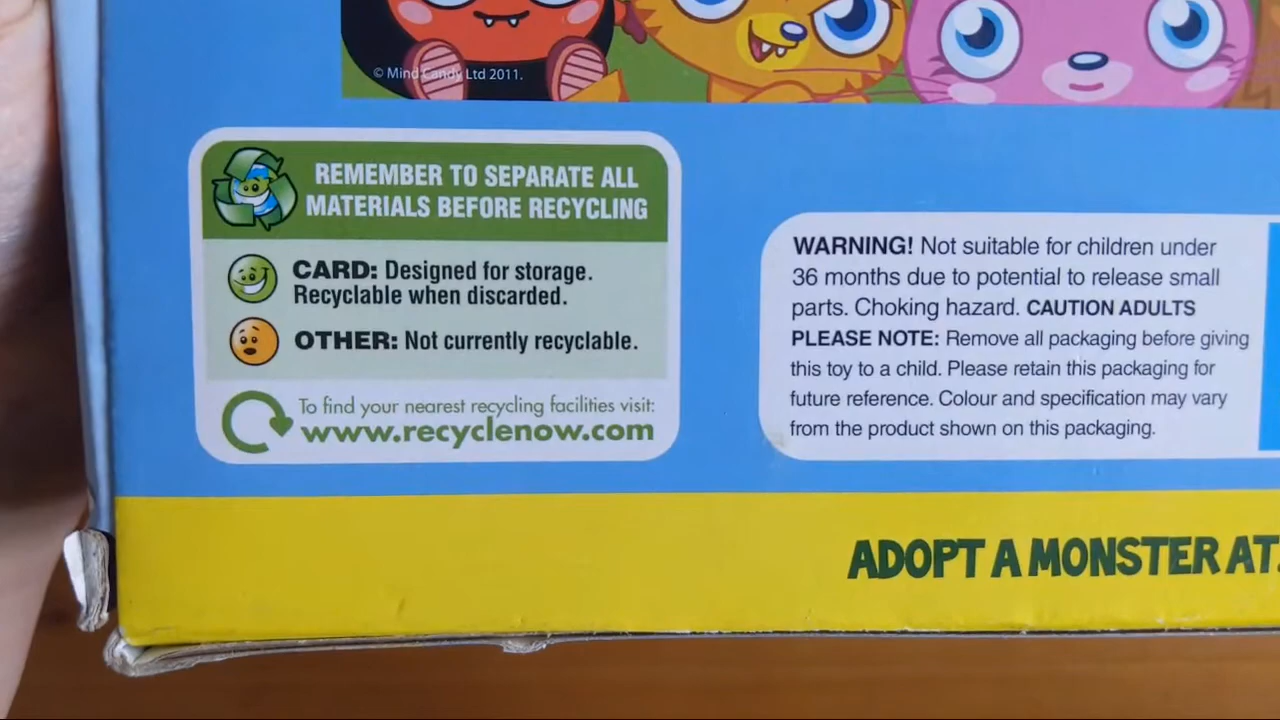 © Mind Candy Ltd 2011.
REMEMBER TO SEPARATE ALL
MATERIALS BEFORE RECYCLING
CARD: Designed for storage.
Recyclable when discarded.
OTHER: Not currently recyclable.
To find your nearest recycling facilities visit:
www.recyclenow.com
WARNING! Not suitable for children under
36 months due to potential to release small
parts. Choking hazard. CAUTION ADULTS
PLEASE NOTE: Remove all packaging before giving
this toy to a child. Please retain this packaging for
future reference. Colour and specification may vary
from the product shown on this packaging.
ADOPT A MONSTER AT